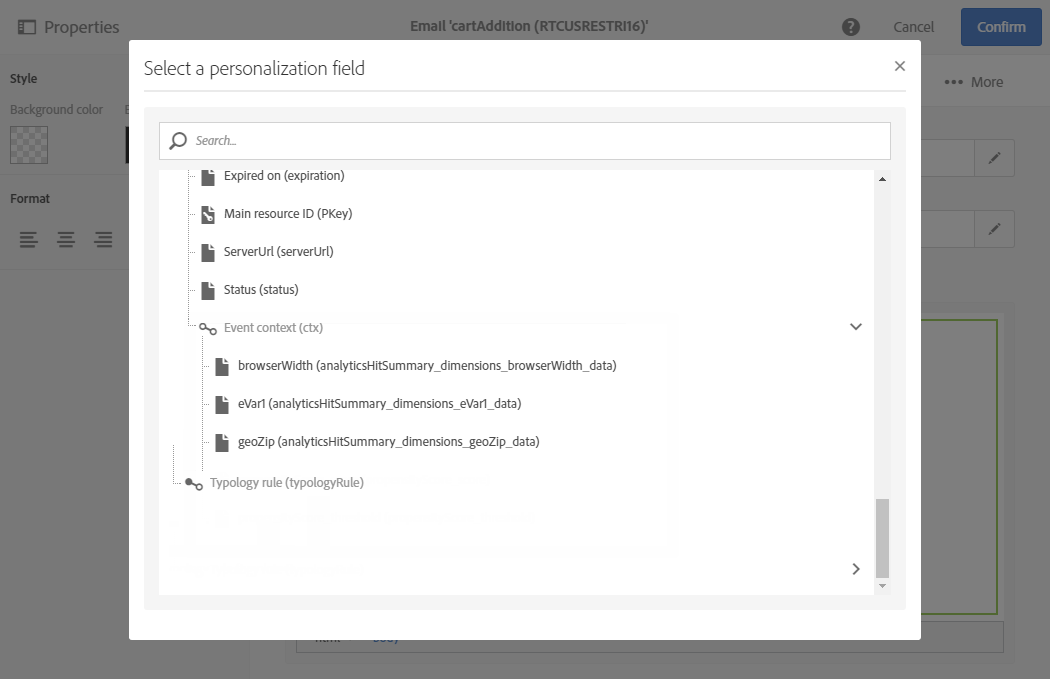 Properties
Email 'cartAddition (RTCUSRESTRI16)'
?
Cancel
Confirm
Select a personalization field
×
Style
••• More
Background color
Search...
Expired on (expiration)
Format
Main resource ID (PKey)
ServerUrl (serverUrl)
Status (status)
Event context (ctx)
browserWidth (analyticsHitSummary_dimensions_browserWidth_data)
eVar1 (analyticsHitSummary_dimensions_eVar1_data)
geoZip (analyticsHitSummary_dimensions_geoZip_data)
Typology rule (typologyRule)